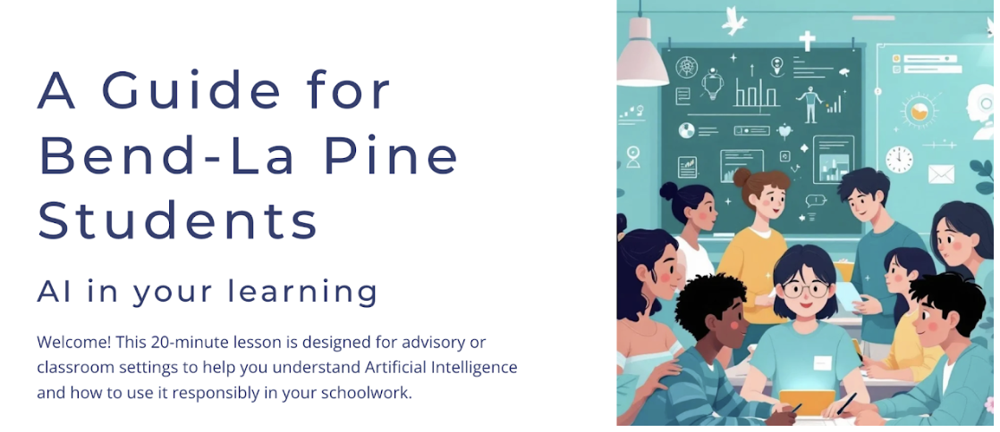 A Guide for
Bend-La Pine
Students
AI in your learning
Welcome! This 20-minute lesson is designed for advisory or
classroom settings to help you understand Artificial Intelligence
and how to use it responsibly in your schoolwork.